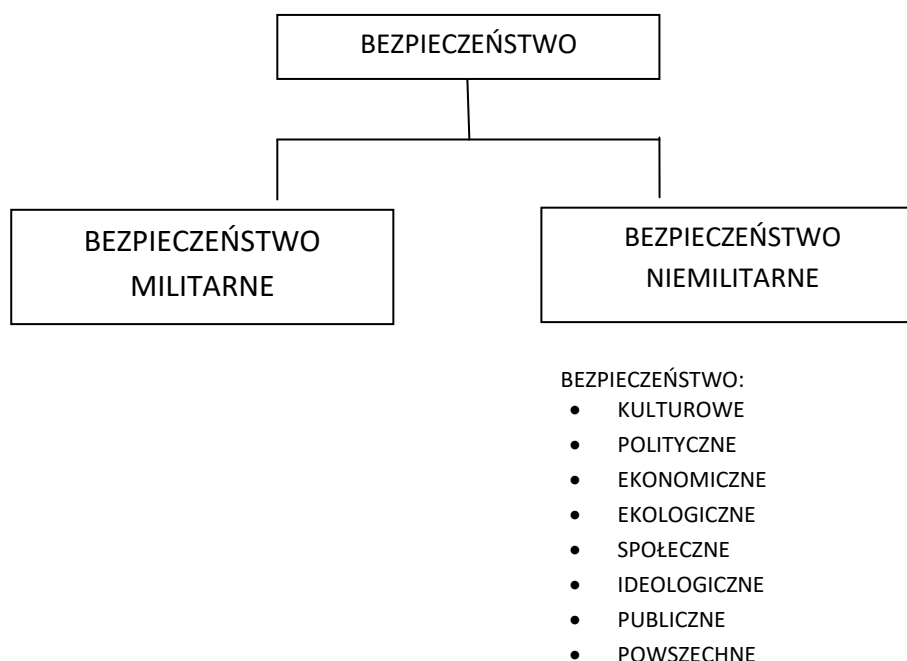 BEZPIECZEŃSTWO
BEZPIECZEŃSTWO
MILITARNE
BEZPIECZEŃSTWO
NIEMILITARNE
BEZPIECZEŃSTWO:
• KULTUROWE
• POLITYCZNE
• EKONOMICZNE
• EKOLOGICZNE
• SPOŁECZNE
• IDEOLOGICZNE
• PUBLICZNE
• POWSZECHNE